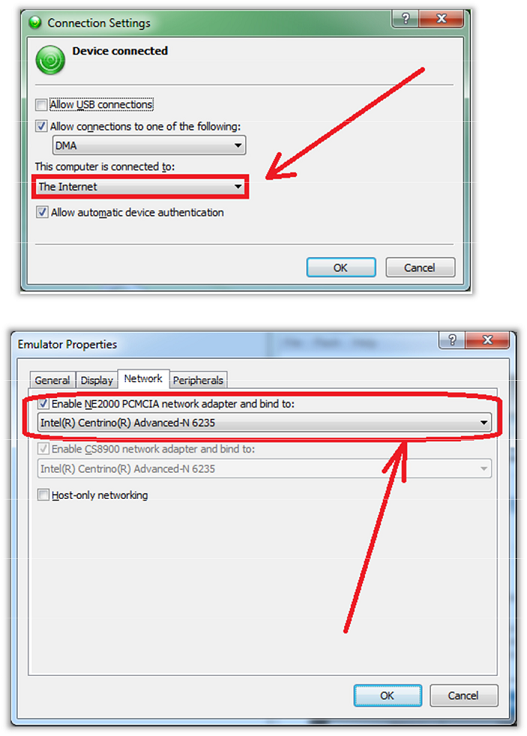 Connection Settings
Device connected
Allow USB connections
Allow connections to one of the following:
DMA
This computer is connected to:
The Internet
Allow automatic device authentication
OK
Cancel
Emulator Properties
File Flash Help
General Display Network Peripherals
Enable NE2000 PCMCIA network adapter and bind to:
Intel(R) Centrino(R) Advanced-N 6235
Enable CS8900 network adapter and bind to:
Intel(R) Centrino(R) Advanced-N 6235
Host-only networking
OK
Cancel